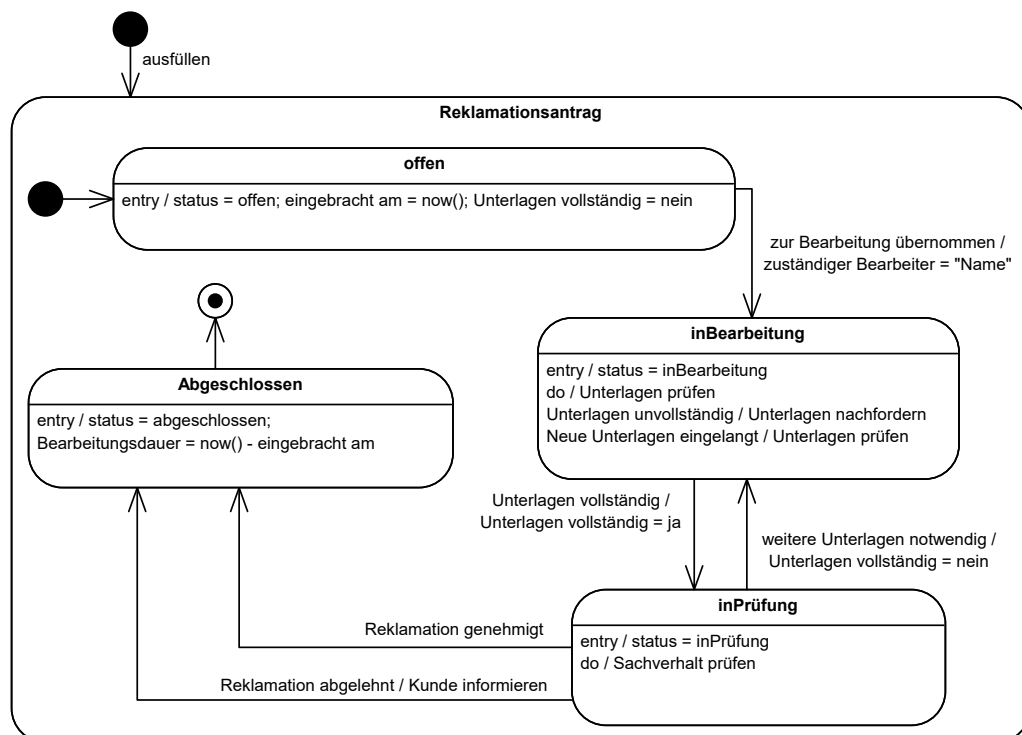 ausfüllen
Reklamationsantrag
offen
entry / status = offen; eingebracht am = now(); Unterlagen vollständig = nein
zur Bearbeitung übernommen /
zuständiger Bearbeiter = "Name"
inBearbeitung
entry / status = inBearbeitung
do / Unterlagen prüfen
Unterlagen unvollständig / Unterlagen nachfordern
Neue Unterlagen eingelangt / Unterlagen prüfen
Abgeschlossen
entry / status = abgeschlossen;
Bearbeitungsdauer = now() - eingebracht am
Unterlagen vollständig /
Unterlagen vollständig = ja
weitere Unterlagen notwendig /
Unterlagen vollständig = nein
inPrüfung
entry / status = inPrüfung
do / Sachverhalt prüfen
Reklamation genehmigt
Reklamation abgelehnt / Kunde informieren